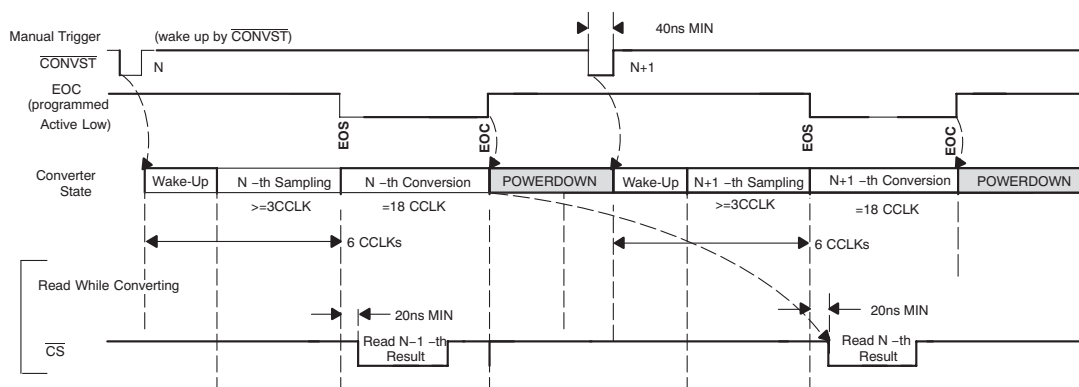 Manual Trigger (wake up by CONVST) 40ns MIN
CONVST N N+1
EOC
(programmed
Active Low)
EOS EOC EOS EOC
Converter
State
Wake-Up N −th Sampling N −th Conversion POWERDOWN Wake-Up N+1 −th Sampling N+1 −th Conversion POWERDOWN
>=3CCLK =18 CCLK >=3CCLK =18 CCLK
6 CCLKs 6 CCLKs
Read While Converting
20ns MIN 20ns MIN
CS
Read N−1 −th
Result
Read N −th
Result